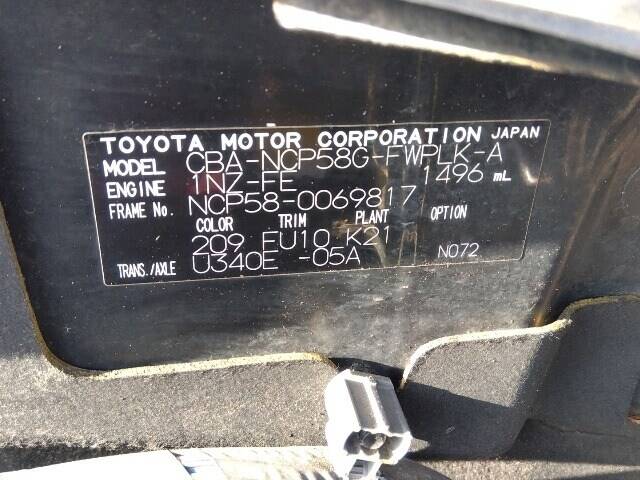 TOYOTA MOTOR CORPORATION JAPAN
MODEL CBA-NCP58G-FWPLK-A
ENGINE 1NZ-FE 1496 mL
FRAME No. NCP58-0069817
COLOR TRIM PLANT OPTION
209 EU10 K21
TRANS./AXLE U340E -05A N072